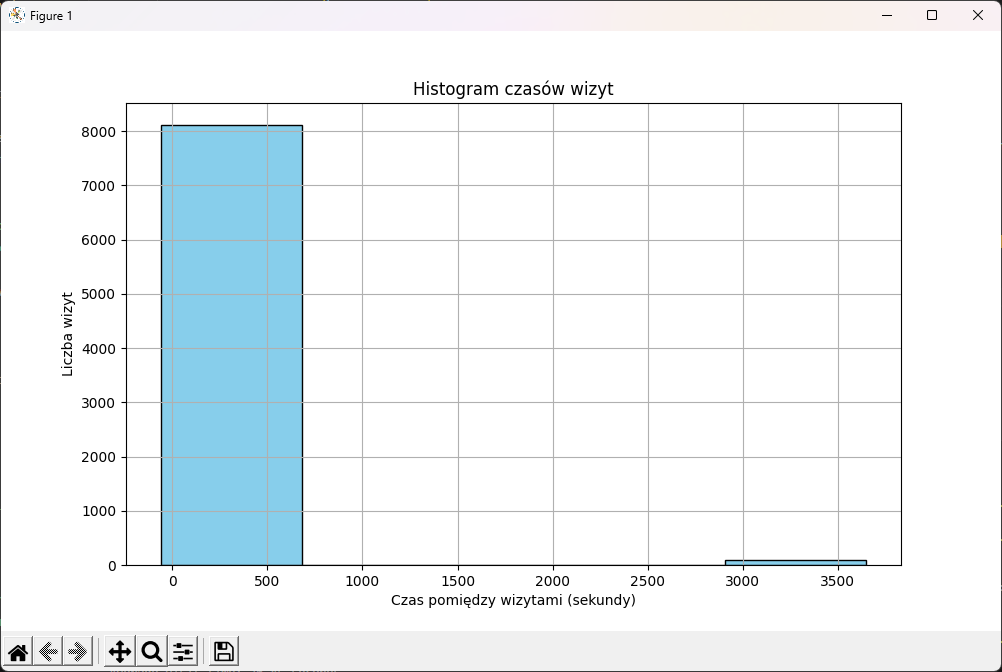 Figure 1
Histogram czasów wizyt
8000
7000
6000
5000
4000
3000
2000
1000
0
Liczba wizyt
0 500 1000 1500 2000 2500 3000 3500
Czas pomiędzy wizytami (sekundy)